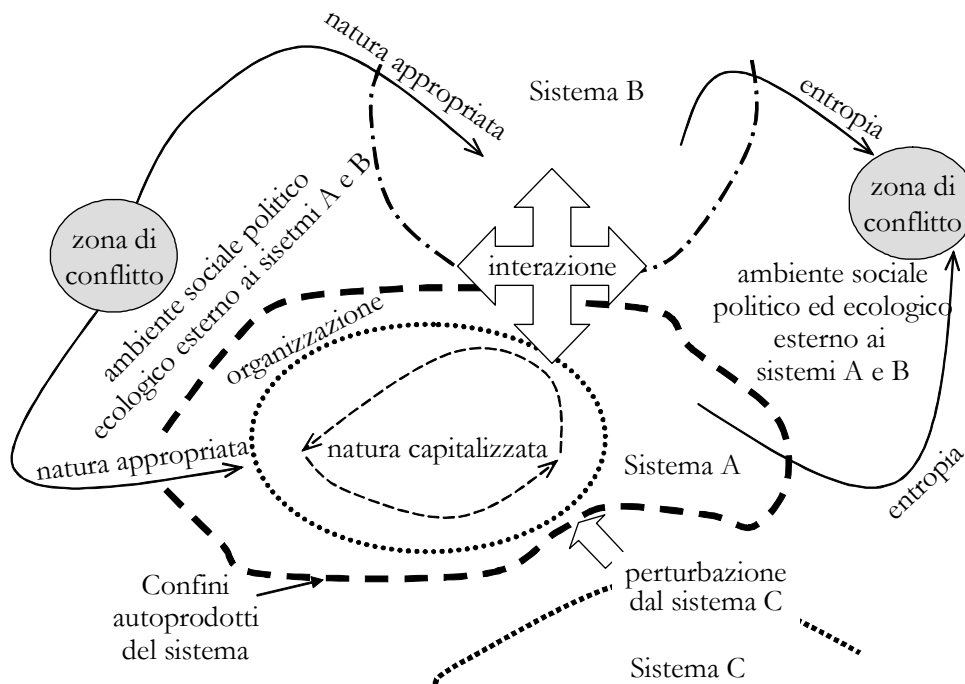 natura appropriata
Sistema B
entropia
zona di
conflitto
zona di
conflitto
ambiente sociale politico
ecologico esterno ai sisetmi A e B
interazione
ambiente sociale
politico ed ecologico
esterno ai
sistemi A e B
organizzazione
natura appropriata
natura capitalizzata
Sistema A
entropia
Confini
autoprodotti
del sistema
perturbazione
dal sistema C
Sistema C